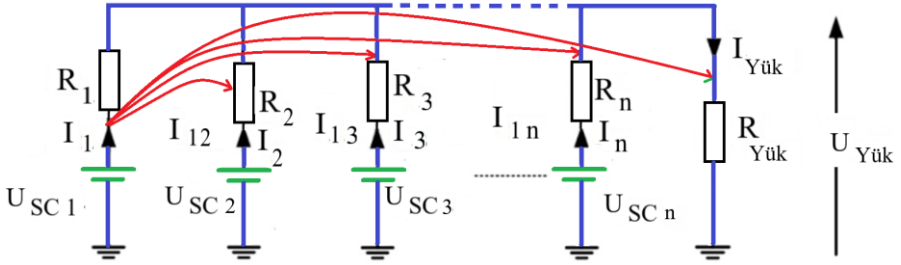 R1 R2 R3 Rn IYük
I1 I12 I2 I13 I3 I1n In RYük UYük
USC1 USC2 USC3 USCn